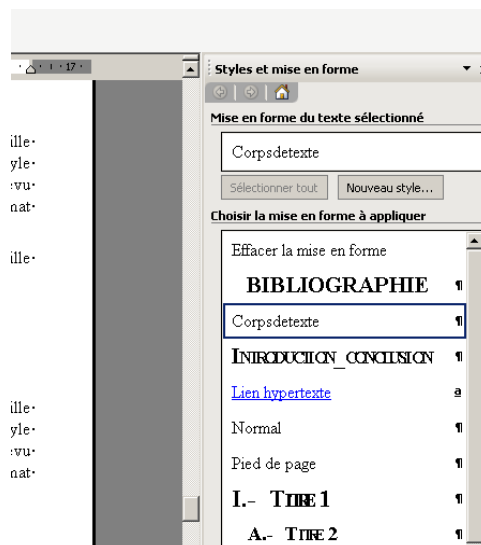 · 17 ·
Styles et mise en forme
Mise en forme du texte sélectionné
ille·
yle·
Corpsdetexte
vu·
Sélectionner tout Nouveau style...
nat·
Choisir la mise en forme à appliquer
ille·
Effacer la mise en forme
BIBLIOGRAPHIE ¶
Corpsdetexte ¶
INTRODUCTION_CONCLUSION ¶
Lien hypertexte a
ille·
yle·
Normal ¶
vu·
Pied de page ¶
nat·
I.- TITRE 1 ¶
A.- TITRE 2 ¶